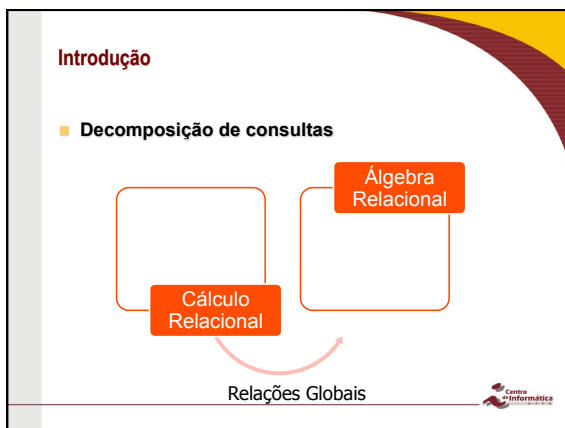 Introdução
Decomposição de consultas
Álgebra
Relacional
Cálculo
Relacional
Relações Globais
Centro
de Informática